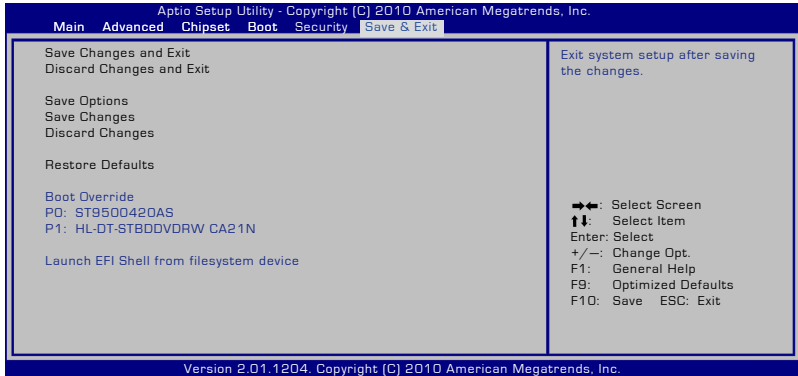 Aptio Setup Utility - Copyright (C) 2010 American Megatrends, Inc.
Main Advanced Chipset Boot Security Save & Exit
Save Changes and Exit
Discard Changes and Exit
Save Options
Save Changes
Discard Changes
Restore Defaults
Boot Override
P0: ST9500420AS
P1: HL-DT-STBDDVDRW CA21N
Launch EFI Shell from filesystem device
Exit system setup after saving
the changes.
→←: Select Screen
↑↓: Select Item
Enter: Select
+/—: Change Opt.
F1: General Help
F9: Optimized Defaults
F10: Save ESC: Exit
Version 2.01.1204. Copyright (C) 2010 American Megatrends, Inc.